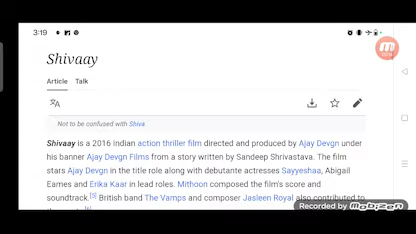 3:19
Shivaay
Article Talk
Not to be confused with Shiva.
Shivaay is a 2016 Indian action thriller film directed and produced by Ajay Devgn under
his banner Ajay Devgn Films from a story written by Sandeep Shrivastava. The film
stars Ajay Devgn in the title role along with debutante actresses Sayyeshaa, Abigail
Eames and Erika Kaar in lead roles. Mithoon composed the film's score and
soundtrack.[5] British band The Vamps and composer Jasleen Royal also contributed to
Recorded by MOBIZEN